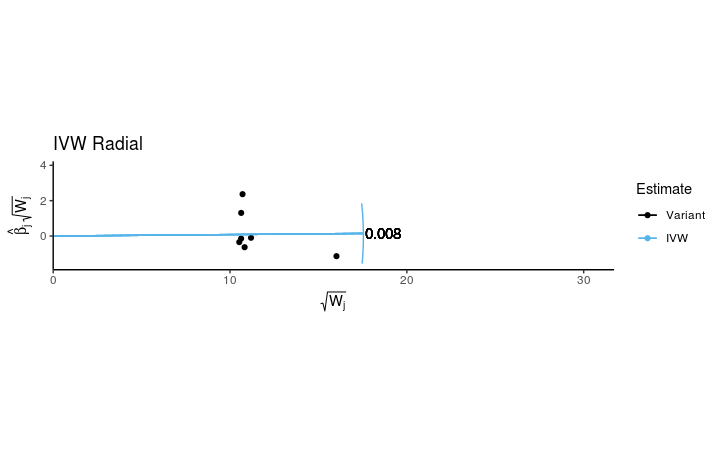 IVW Radial
4
2
0
β̂j√Wj
0.008
0
10
20
30
√Wj
Estimate
Variant
IVW